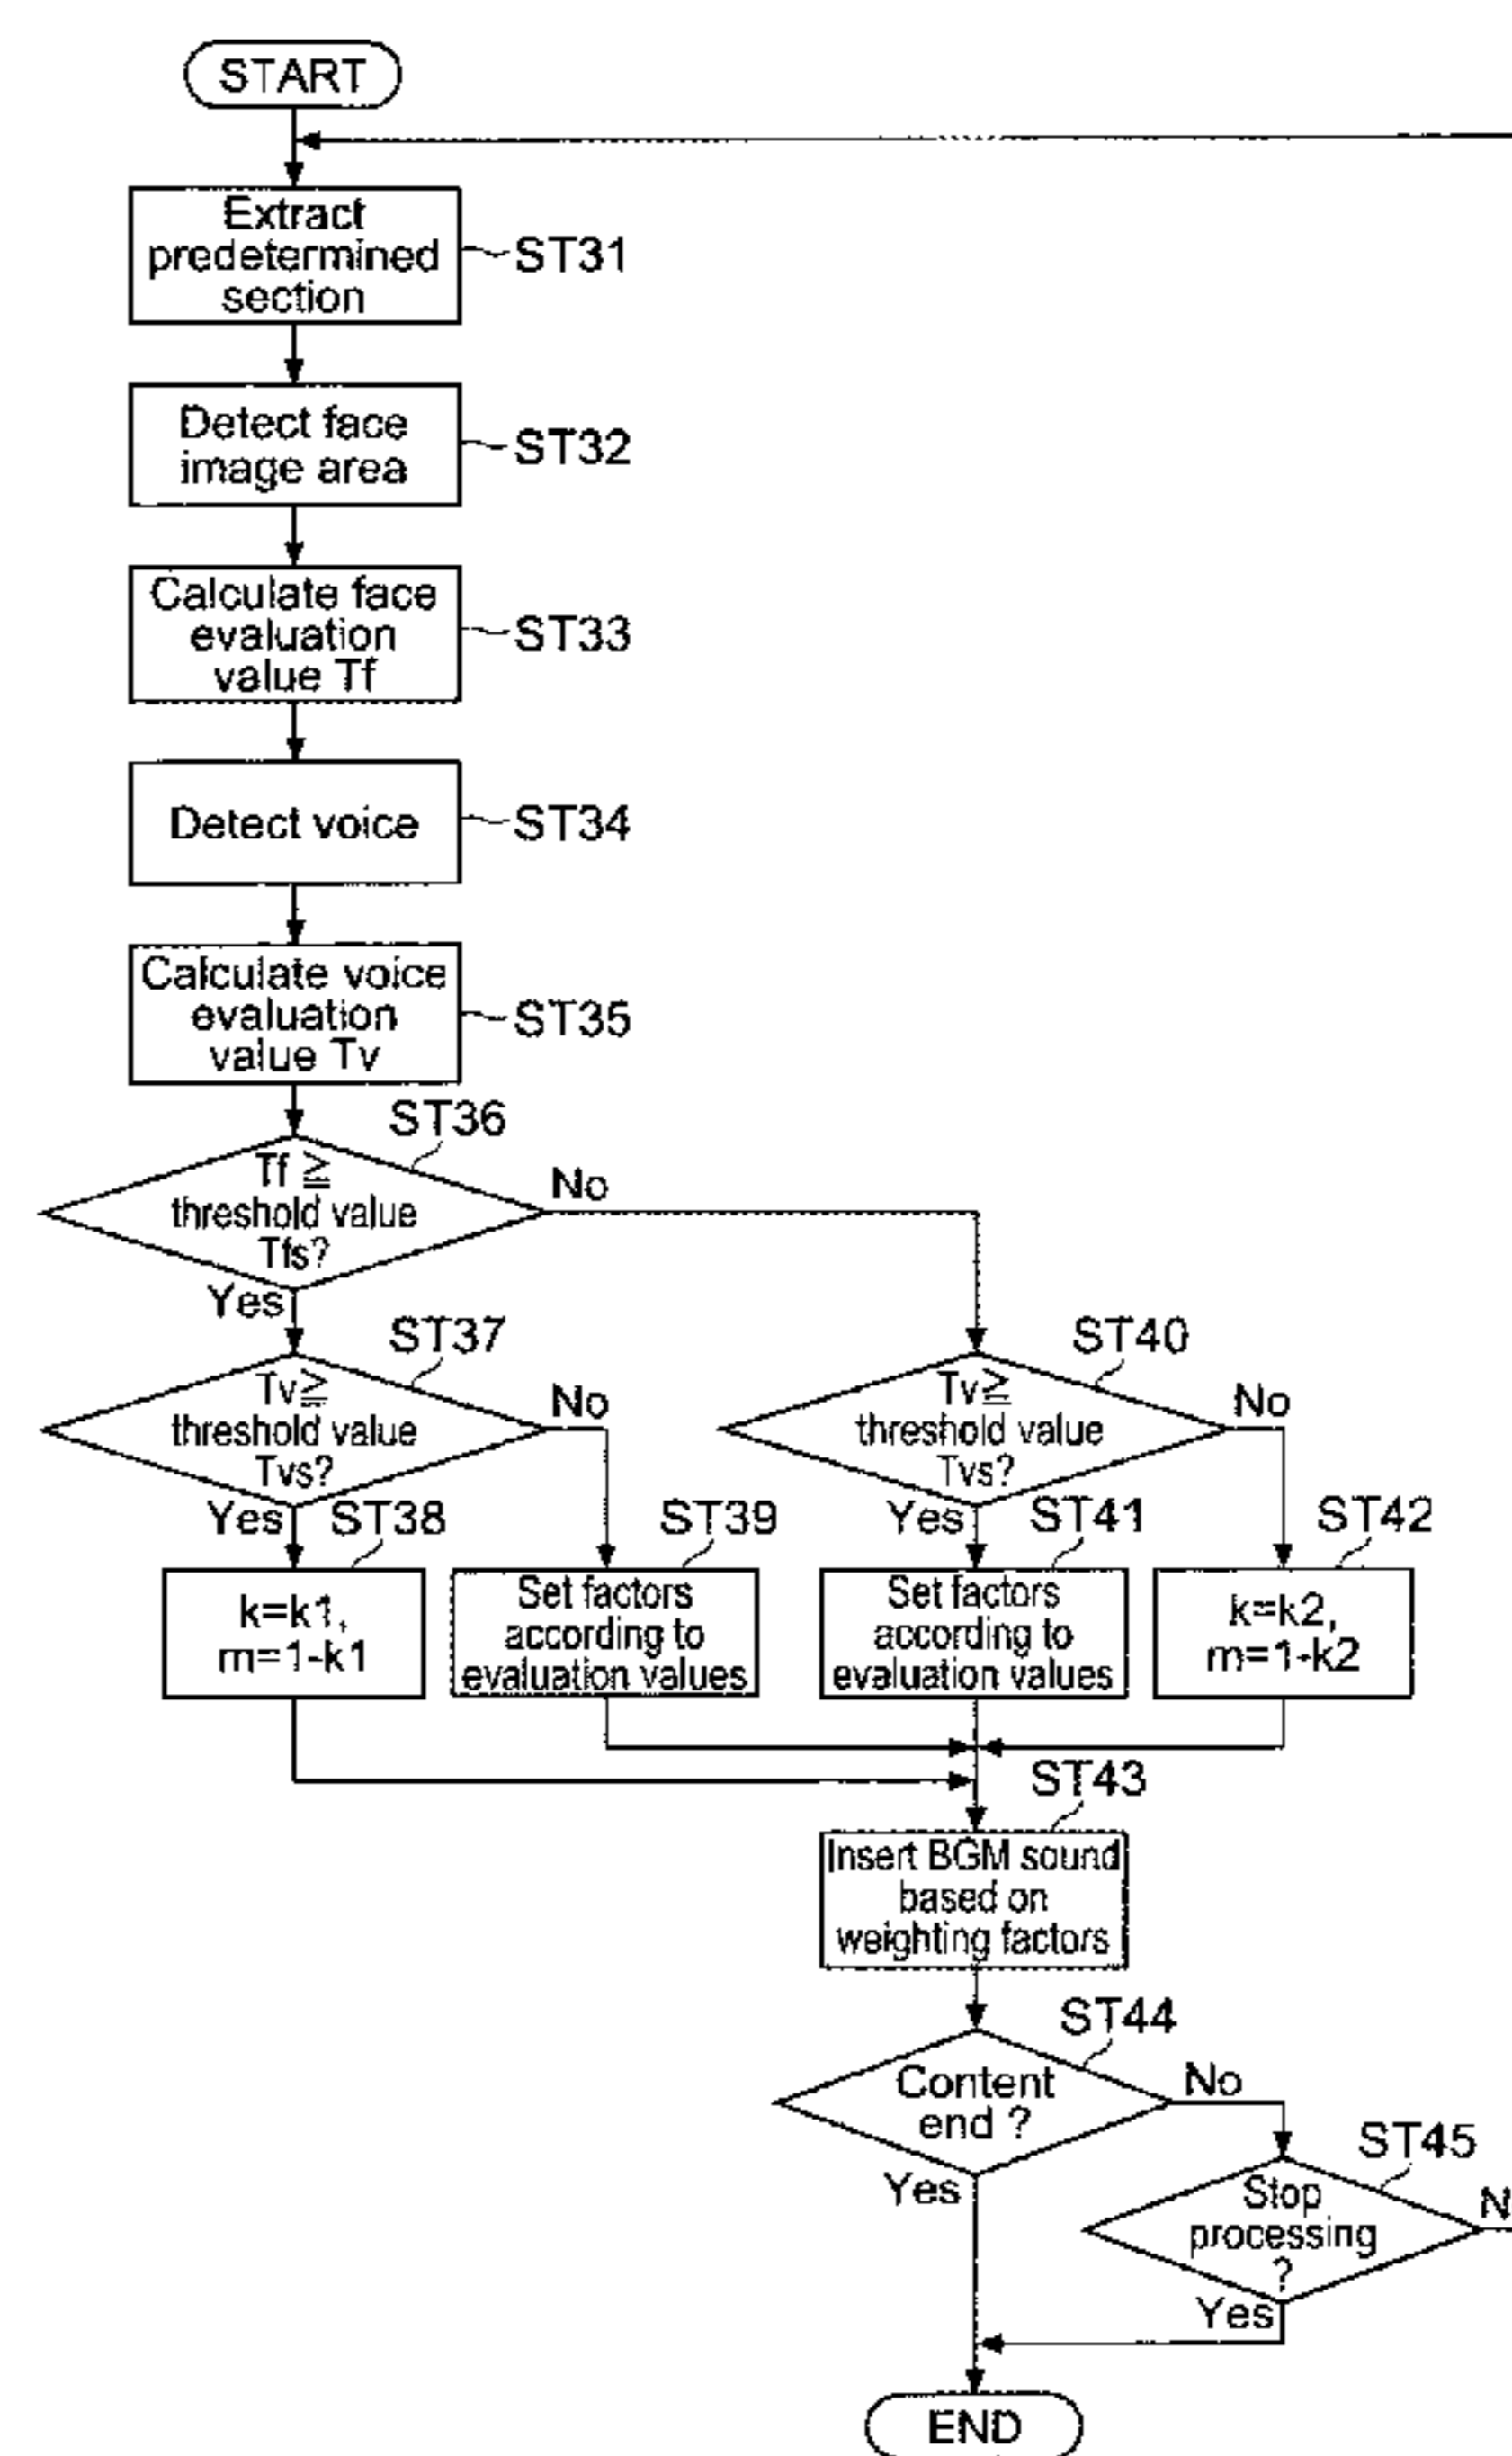 START
Extract
predetermined
section
ST31
Detect face
image area
ST32
Calculate face
evaluation
value Tf
ST33
Detect voice
ST34
Calculate voice
evaluation
value Tv
ST35
ST36
Tf ≧
threshold value
Tfs?
No
Yes
ST37
Tv≧
threshold value
Tvs?
No
Yes
ST40
Tv≧
threshold value
Tvs?
No
Yes
ST38
k=k1,
m=1-k1
ST39
Set factors
according to
evaluation values
ST41
Set factors
according to
evaluation values
ST42
k=k2,
m=1-k2
ST43
Insert BGM sound
based on
weighting factors
ST44
Content
end ?
No
Yes
ST45
Stop
processing
?
N
Yes
END